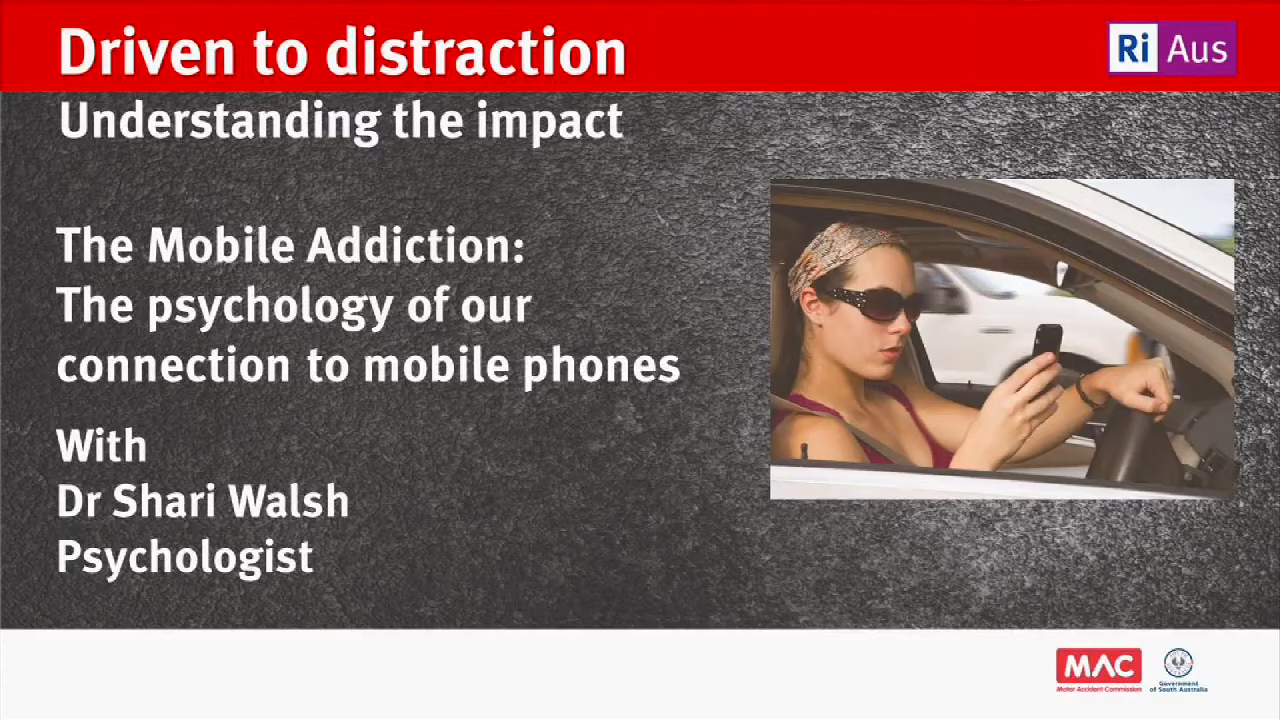 Driven to distraction
Ri Aus
Understanding the impact
The Mobile Addiction:
The psychology of our
connection to mobile phones
With
Dr Shari Walsh
Psychologist
MAC
Motor Accident Commission
Government
of South Australia